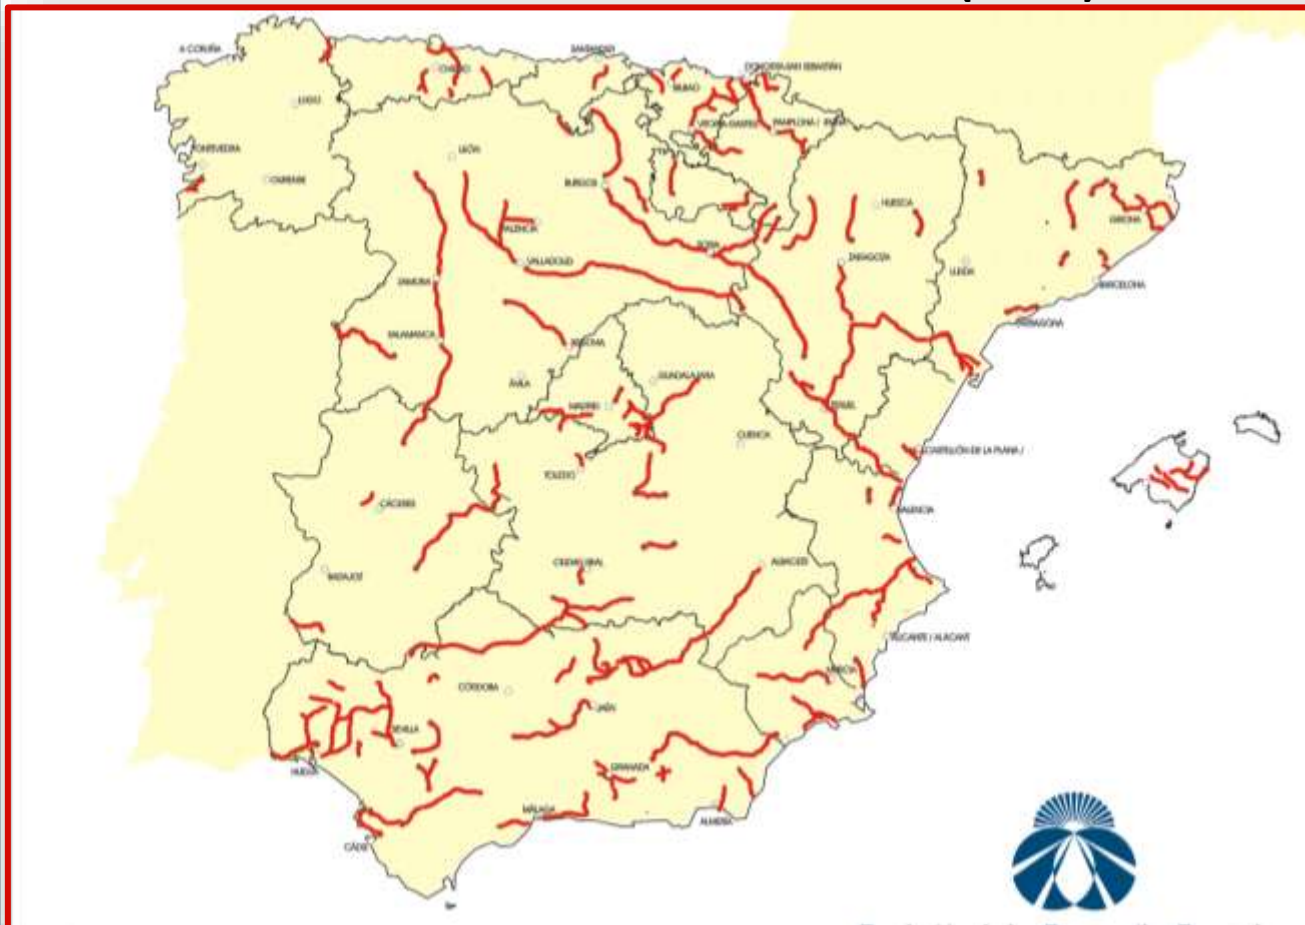 A CORUÑA
SANTANDER
DONOSTIA-SAN SEBASTIÁN
OVIEDO
BILBAO
LUGO
VITORIA-GASTEIZ
PAMPLONA / IRUÑA
PONTEVEDRA
LEÓN
OURENSE
BURGOS
HUESCA
GIRONA
PALENCIA
SORIA
VALLADOLID
ZARAGOZA
LLEIDA
ZAMORA
BARCELONA
TARRAGONA
SALAMANCA
SEGOVIA
ÁVILA
GUADALAJARA
MADRID
TERUEL
CUENCA
CASTELLÓN DE LA PLANA /
TOLEDO
CÁCERES
VALENCIA
CIUDAD REAL
ALBACETE
BADAJOZ
ALICANTE / ALACANT
MURCIA
CÓRDOBA
JAÉN
SEVILLA
HUELVA
GRANADA
MÁLAGA
ALMERÍA
CÁDIZ